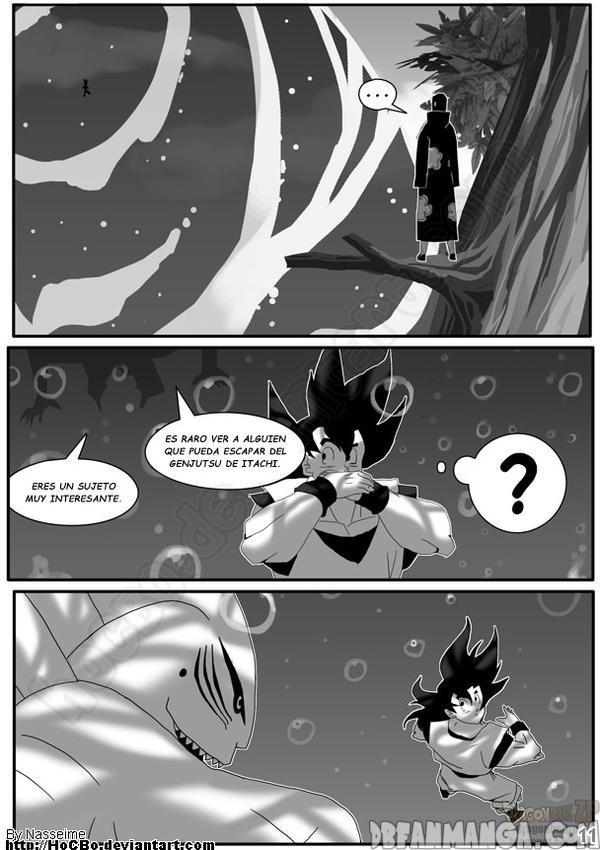 ...
ES RARO VER A ALGUIEN
QUE PUEDA ESCAPAR DEL
GENJUTSU DE ITACHI.
ERES UN SUJETO
MUY INTERESANTE.
?
By Nasseime
http://HoCBo.deviantart.com
DREAMMANGA.COM
11